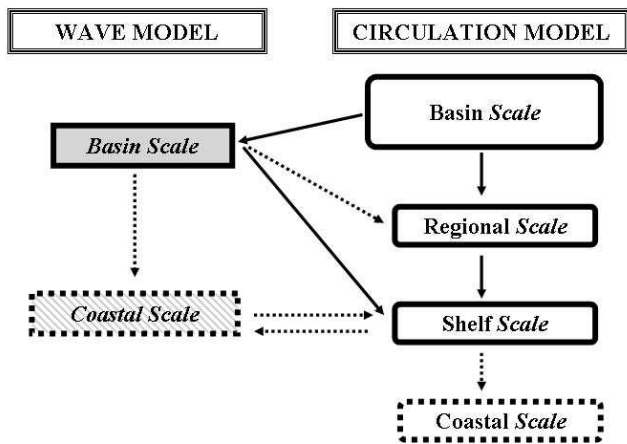 WAVE MODEL
CIRCULATION MODEL
Basin Scale
Basin Scale
Regional Scale
Coastal Scale
Shelf Scale
Coastal Scale